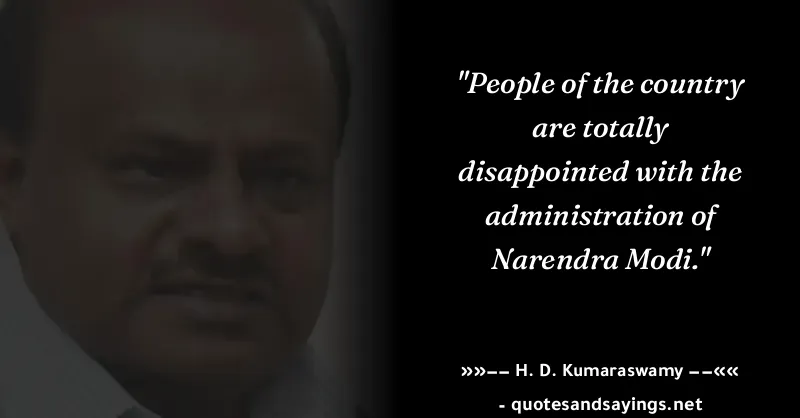 "People of the country
are totally
disappointed with the
administration of
Narendra Modi."
»»−− H. D. Kumaraswamy −−««
- quotesandsayings.net